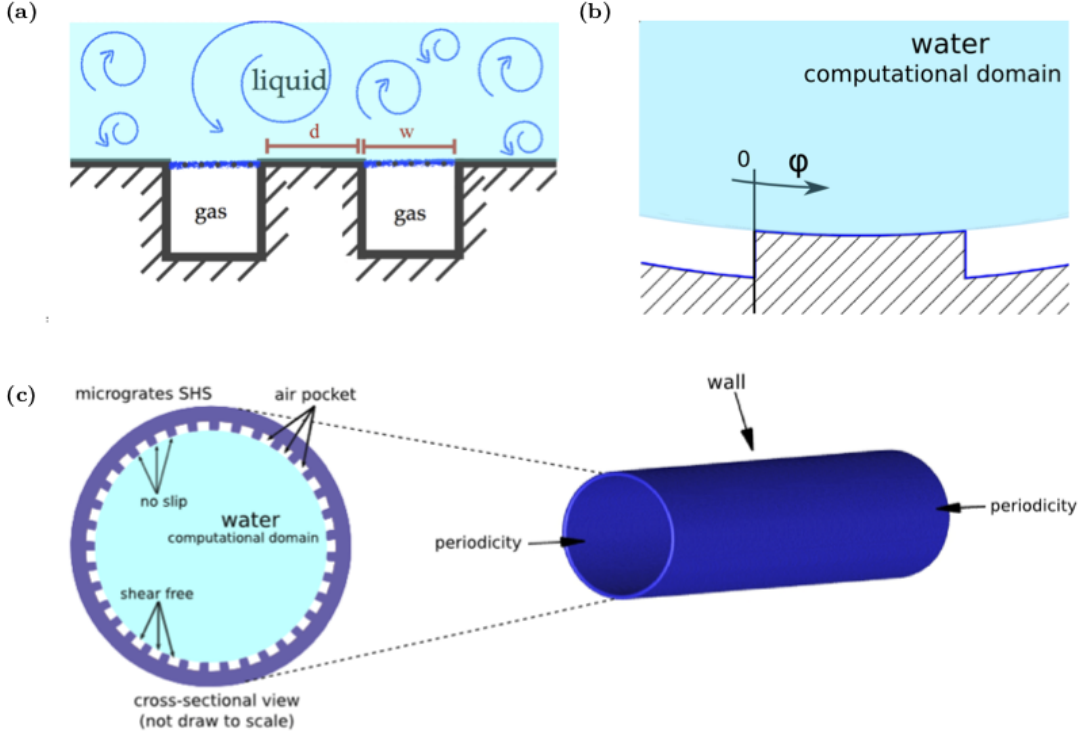 (a)
liquid
d
w
gas
gas
:
(b)
water
computational domain
0
φ
(c)
microgrates SHS
air pocket
no slip
water
computational domain
shear free
cross-sectional view
(not draw to scale)
wall
periodicity
periodicity